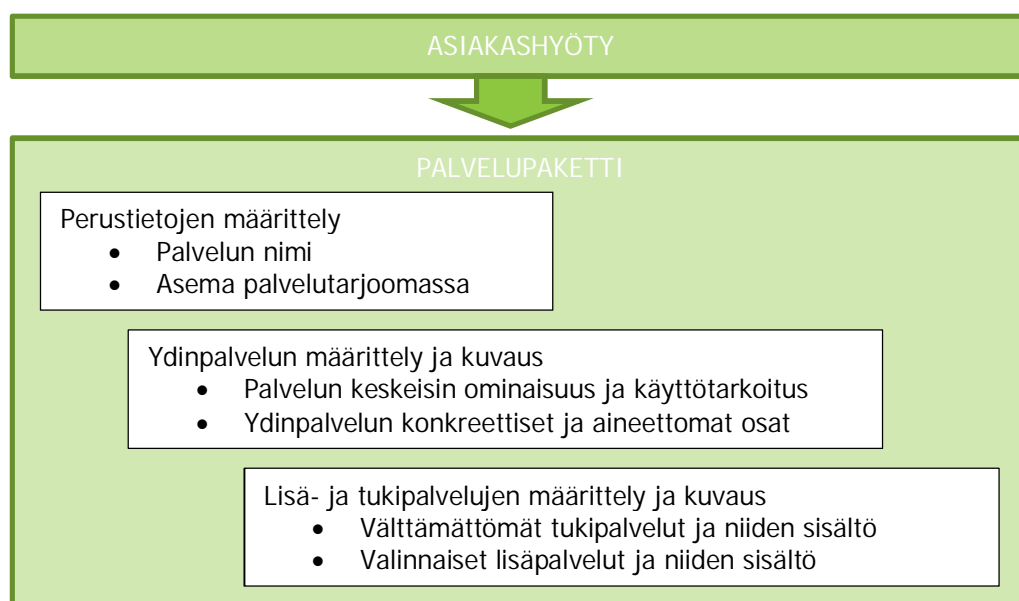 ASIAKASHYÖTY
PALVELUPAKETTI
Perustietojen määrittely
• Palvelun nimi
• Asema palvelutarjoomassa
Ydinpalvelun määrittely ja kuvaus
• Palvelun keskeisin ominaisuus ja käyttötarkoitus
• Ydinpalvelun konkreettiset ja aineettomat osat
Lisä- ja tukipalvelujen määrittely ja kuvaus
• Välttämättömät tukipalvelut ja niiden sisältö
• Valinnaiset lisäpalvelut ja niiden sisältö